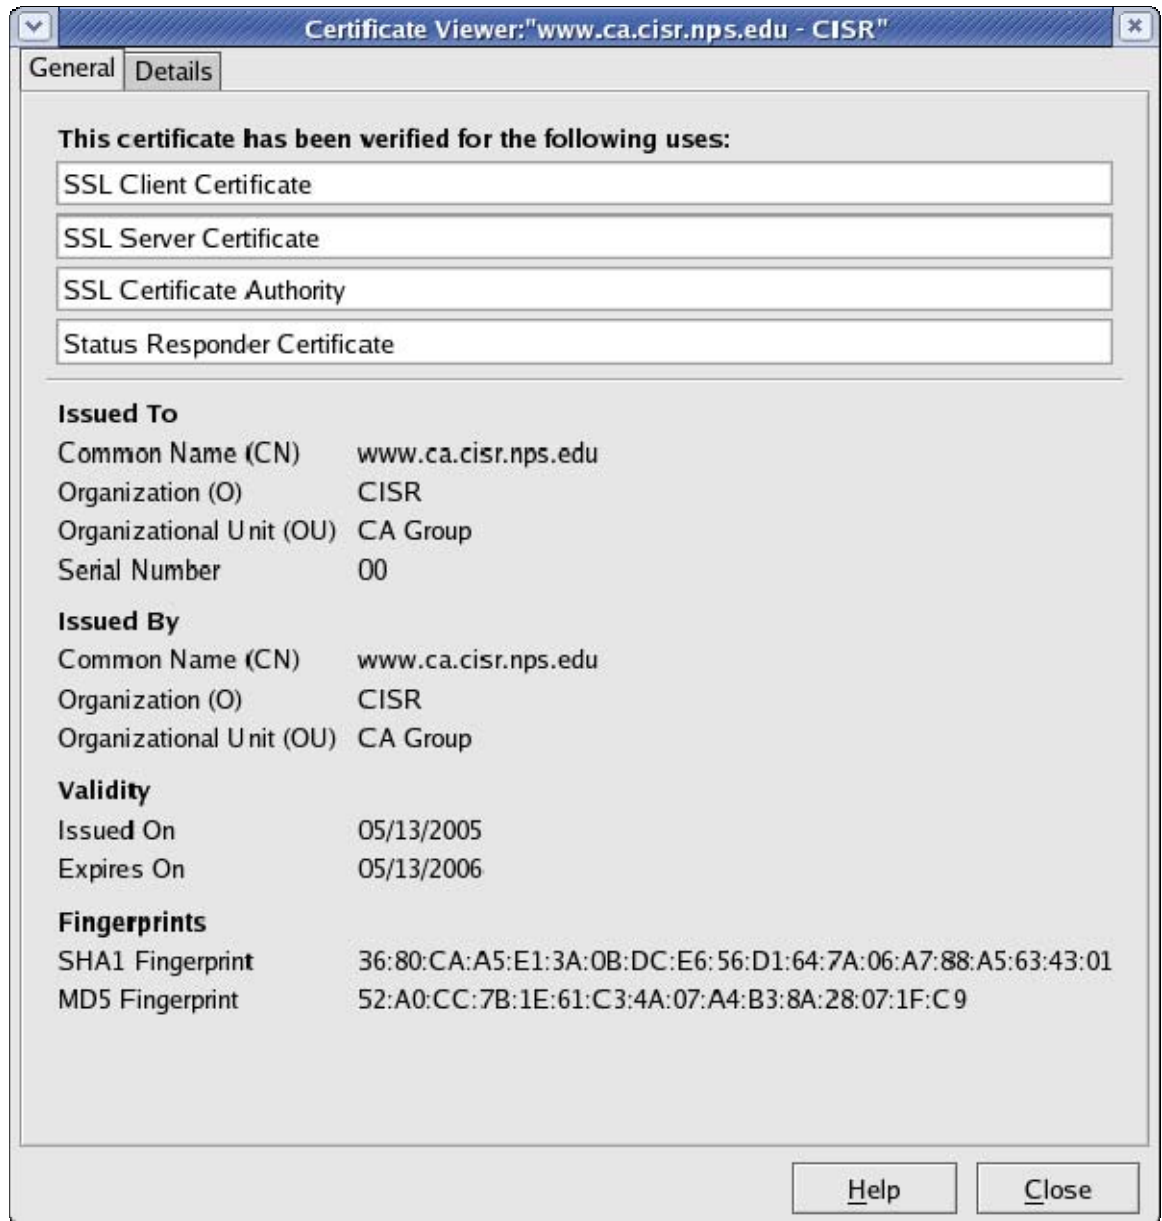 Certificate Viewer:"www.ca.cisr.nps.edu - CISR"
General Details
This certificate has been verified for the following uses:
SSL Client Certificate
SSL Server Certificate
SSL Certificate Authority
Status Responder Certificate
Issued To
Common Name (CN) www.ca.cisr.nps.edu
Organization (O) CISR
Organizational Unit (OU) CA Group
Serial Number 00
Issued By
Common Name (CN) www.ca.cisr.nps.edu
Organization (O) CISR
Organizational Unit (OU) CA Group
Validity
Issued On 05/13/2005
Expires On 05/13/2006
Fingerprints
SHA1 Fingerprint 36:80:CA:A5:E1:3A:0B:DC:E6:56:D1:64:7A:06:A7:88:A5:63:43:01
MD5 Fingerprint 52:A0:CC:7B:1E:61:C3:4A:07:A4:B3:8A:28:07:1F:C9
Help Close